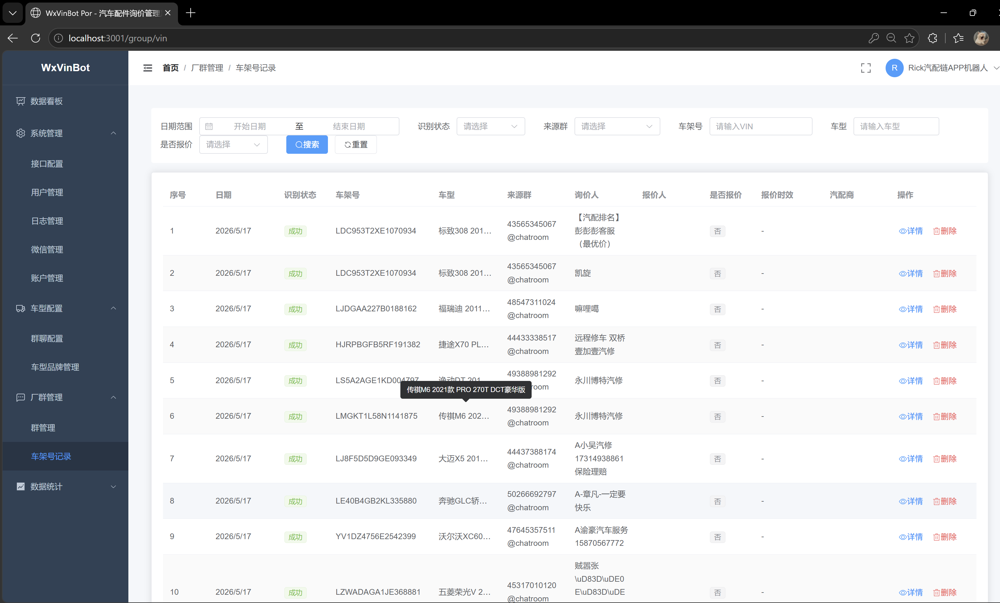 WxVinBot Por - 汽车配件询价管理
localhost:3001/group/vin
WxVinBot
首页 / 厂群管理 / 车架号记录
R Rick汽配链APP机器人
数据看板
系统管理
接口配置
用户管理
日志管理
微信管理
账户管理
车型配置
群聊配置
车型品牌管理
厂群管理
群管理
车架号记录
数据统计
日期范围 开始日期 至 结束日期 识别状态 请选择 来源群 请选择 车架号 请输入VIN 车型 请输入车型
是否报价 请选择 搜索 重置
序号 日期 识别状态 车架号 车型 来源群 询价人 报价人 是否报价 报价时效 汽配商 操作
1 2026/5/17 成功 LDC953T2XE1070934 标致308 201... 43565345067
@chatroom
【汽配排名】
彭彭彭客服
（最优价） 否 - 详情 删除
2 2026/5/17 成功 LDC953T2XE1070934 标致308 201... 43565345067
@chatroom
凯旋 否 - 详情 删除
3 2026/5/17 成功 LJDGAA227B0188162 福瑞迪 2011... 48547311024
@chatroom
嘛哩噶 否 - 详情 删除
4 2026/5/17 成功 HJRPBGFB5RF191382 捷途X70 PL... 44433338517
@chatroom
远程修车 双桥
壹加壹汽修 否 - 详情 删除
5 2026/5/17 成功 LS5A2AGE1KD004797 逸动DT 201 49388981292
room
永川博特汽修 否 - 详情 删除
传祺M6 2021款 PRO 270T DCT豪华版
6 2026/5/17 成功 LMGKT1L58N1141875 传祺M6 202... 49388981292
@chatroom
永川博特汽修 否 - 详情 删除
7 2026/5/17 成功 LJ8F5D5D9GE093349 大迈X5 201... 44437388174
@chatroom
A小吴汽修
17314938861
保险理赔 否 - 详情 删除
8 2026/5/17 成功 LE40B4GB2KL335880 奔驰GLC轿... 50266692797
@chatroom
A-章凡-一定要
快乐 否 - 详情 删除
9 2026/5/17 成功 YV1DZ4756E2542399 沃尔沃XC60... 47645357511
@chatroom
A渝豪汽车服务
15870567772 否 - 详情 删除
10 2026/5/17 成功 LZWADAGA1JE368881 五菱荣光V 2... 45317010120
@chatroom
贼嚣张
\uD83D\uDE0
E\uD83D\uDE 否 - 详情 删除